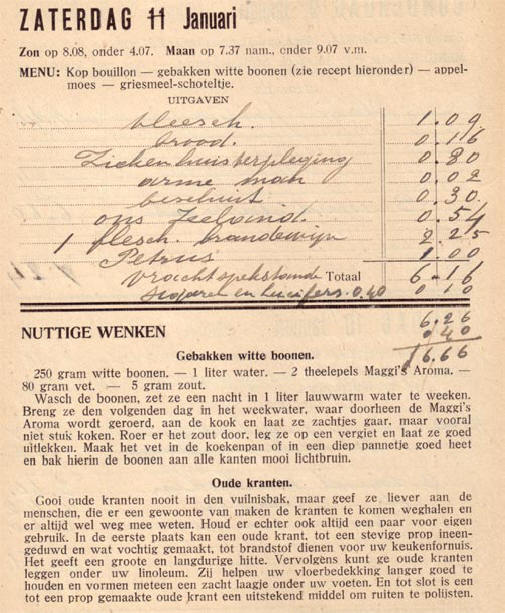 ZATERDAG 11 Januari
Zon op 8.08, onder 4.07. Maan op 7.37 nam., onder 9.07 v.m.
MENU: Kop bouillon — gebakken witte boonen (zie recept hieronder) — appel-
moes — griesmeel-schoteltje.
UITGAVEN
vleesch. 1.09
brood. 0.16
Ziekenhuisverpleging 0.80
arme man 0.02
beschuit 0.30
ons Zeeland. 0.54
1 flesch. brandewijn 2.25
Petrus 1.00
vracht spekstande Totaal 6.16
sigaren en lucifers. 0.40 0 10
6.26
0.40
16.66
NUTTIGE WENKEN
Gebakken witte boonen.
250 gram witte boonen. — 1 liter water. — 2 theelepels Maggi's Aroma. —
80 gram vet. — 5 gram zout.
Wasch de boonen, zet ze een nacht in 1 liter lauwwarm water te weeken.
Breng ze den volgenden dag in het weekwater, waar doorheen de Maggi's
Aroma wordt geroerd, aan de kook en laat ze zachtjes gaar, maar vooral
niet stuk koken. Roer er het zout door, leg ze op een vergiet en laat ze goed
uitlekken. Maak het vet in de koekenpan of in een diep pannetje goed heet
en bak hierin de boonen aan alle kanten mooi lichtbruin.
Oude kranten.
Gooi oude kranten nooit in den vuilnisbak, maar geef ze liever aan de
menschen, die er een gewoonte van maken de kranten te komen weghalen en
er altijd wel weg mee weten. Houd er echter ook altijd een paar voor eigen
gebruik. In de eerste plaats kan een oude krant, tot een stevige prop ineen-
geduwd en wat vochtig gemaakt, tot brandstof dienen voor uw keukenfornuis.
Het geeft een groote en langdurige hitte. Vervolgens kunt ge oude kranten
leggen onder uw linoleum. Zij helpen uw vloerbedekking langer goed te
houden en vormen meteen een zacht laagje onder uw voeten. En tot slot is een
tot een prop gemaakte oude krant een uitstekend middel om ruiten te polijsten.